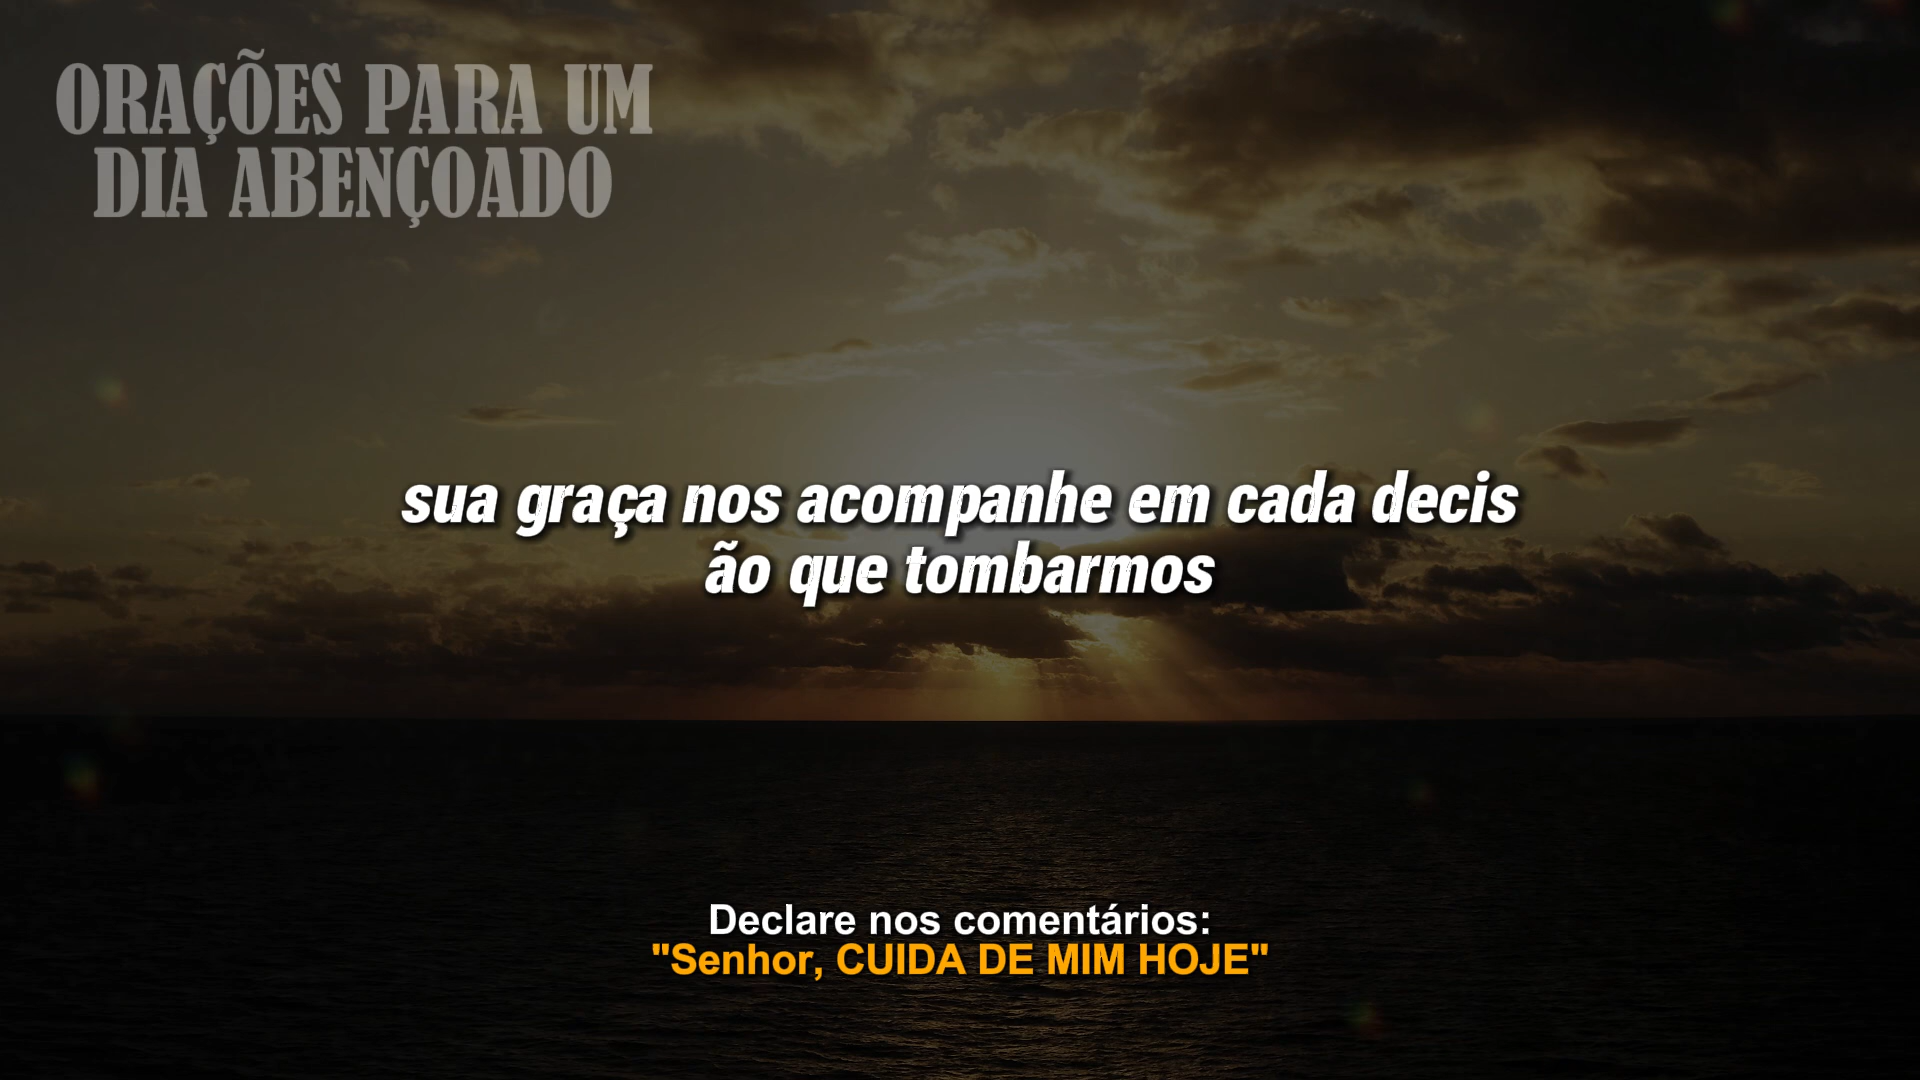 ORAÇÕES PARA UM
DIA ABENÇOADO
sua graça nos acompanhe em cada decis
ão que tombarmos
Declare nos comentários:
"Senhor, CUIDA DE MIM HOJE"